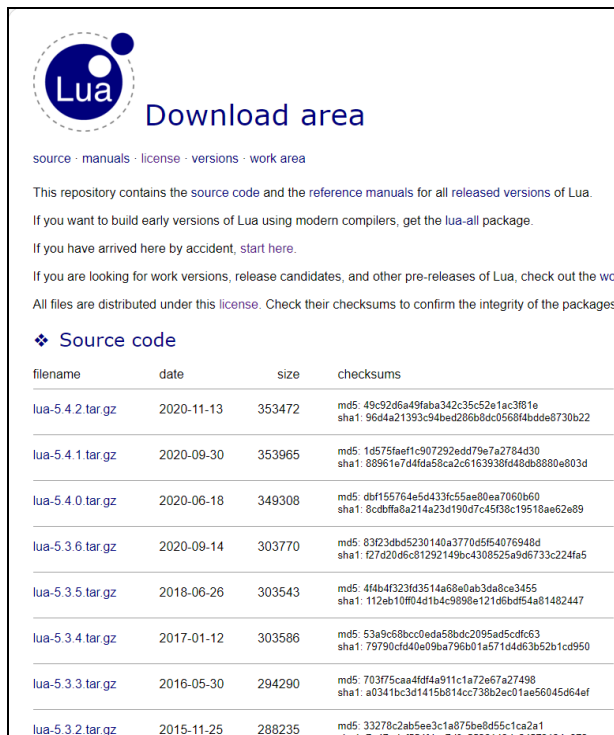 Lua
Download area
source · manuals · license · versions · work area
This repository contains the source code and the reference manuals for all released versions of Lua.
If you want to build early versions of Lua using modern compilers, get the lua-all package.
If you have arrived here by accident, start here.
If you are looking for work versions, release candidates, and other pre-releases of Lua, check out the wo
All files are distributed under this license. Check their checksums to confirm the integrity of the packages
❖ Source code
filename date size checksums
lua-5.4.2.tar.gz 2020-11-13 353472 md5: 49c92d6a49faba342c35c52e1ac3f81e
sha1: 96d4a21393c94bed286b8dc0568f4bdde8730b22
lua-5.4.1.tar.gz 2020-09-30 353965 md5: 1d575faef1c907292edd79e7a2784d30
sha1: 88961e7d4fda58ca2c6163938fd48db8880e803d
lua-5.4.0.tar.gz 2020-06-18 349308 md5: dbf155764e5d433fc55ae80ea7060b60
sha1: 8cdbffa8a214a23d190d7c45f38c19518ae62e89
lua-5.3.6.tar.gz 2020-09-14 303770 md5: 83f23dbd5230140a3770d5f54076948d
sha1: f27d20d6c81292149bc4308525a9d6733c224fa5
lua-5.3.5.tar.gz 2018-06-26 303543 md5: 4f4b4f323fd3514a68e0ab3da8ce3455
sha1: 112eb10ff04d1b4c9898e121d6bdf54a81482447
lua-5.3.4.tar.gz 2017-01-12 303586 md5: 53a9c68bcc0eda58bdc2095ad5cdfc63
sha1: 79790cfd40e09ba796b01a571d4d63b52b1cd950
lua-5.3.3.tar.gz 2016-05-30 294290 md5: 703f75caa4fdf4a911c1a72e67a27498
sha1: a0341bc3d1415b814cc738b2ec01ae56045d64ef
lua-5.3.2.tar.gz 2015-11-25 288235 md5: 33278c2ab5ee3c1a875be8d55c1ca2a1